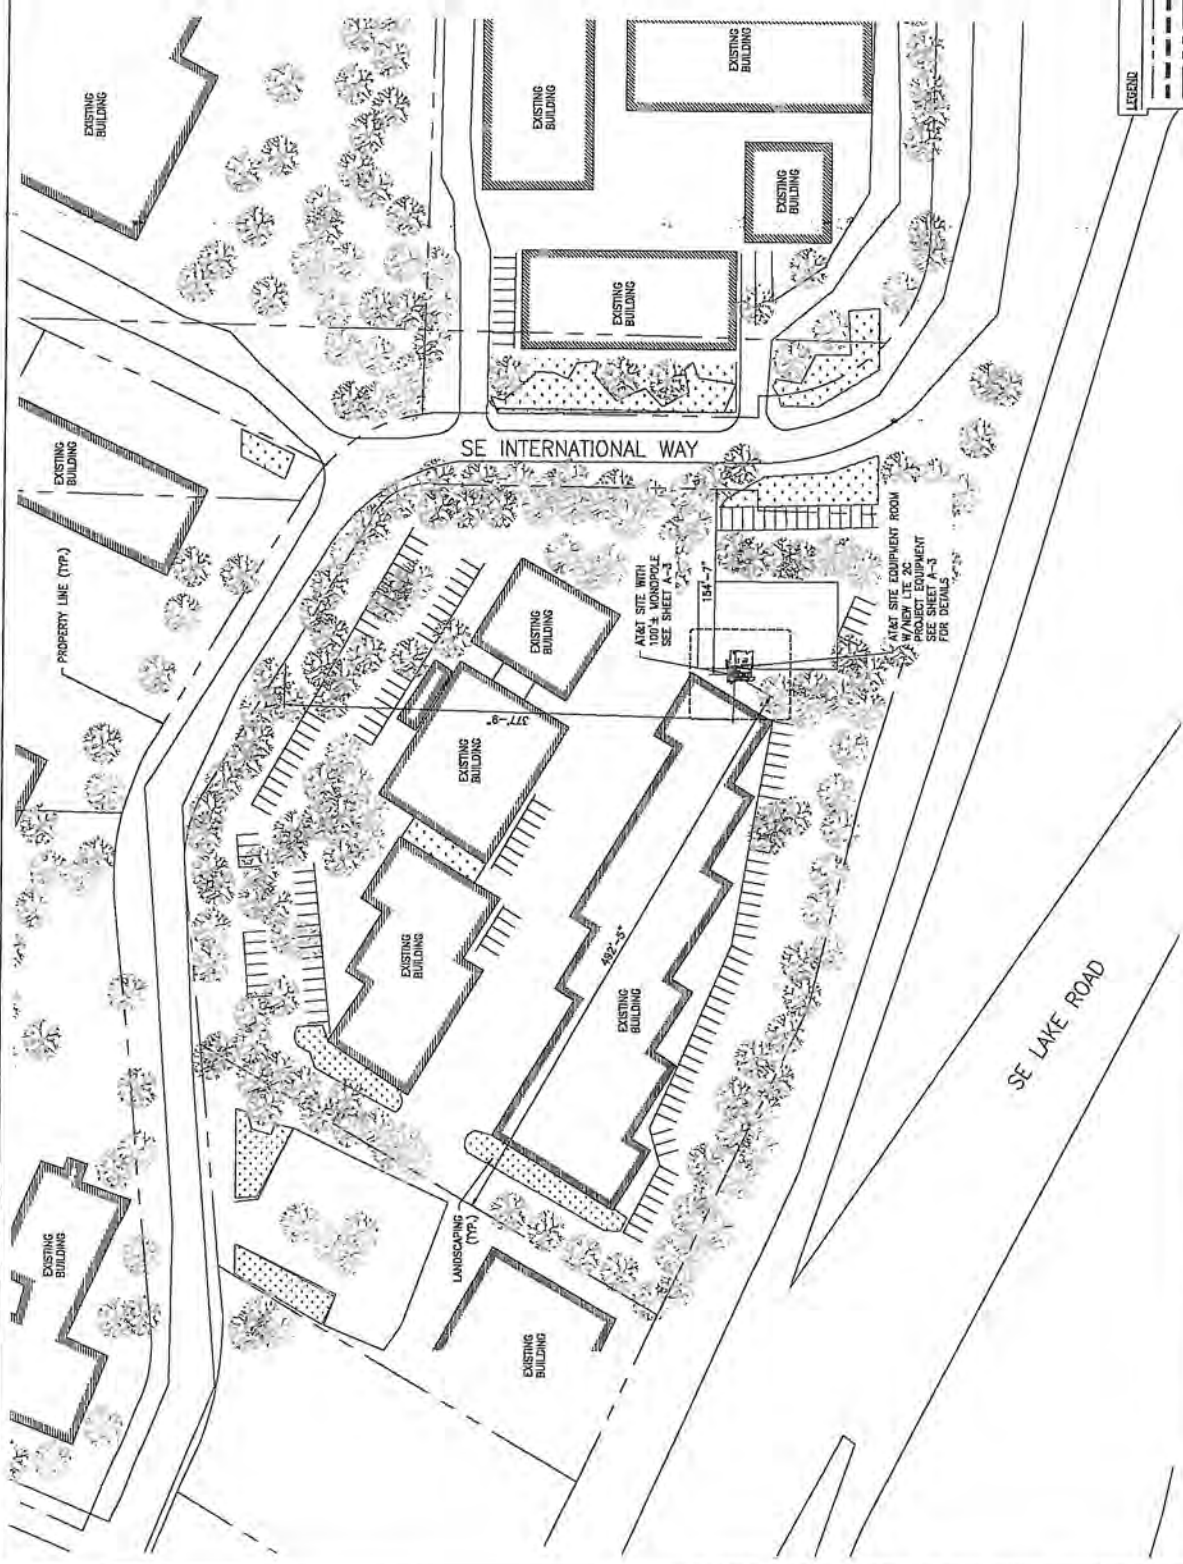 EXISTING
BUILDING
EXISTING
BUILDING
EXISTING
BUILDING
LEGEND
EXISTING
BUILDING
EXISTING
BUILDING
EXISTING
BUILDING
PROPERTY LINE (TYP.)
SE INTERNATIONAL WAY
AT&T SITE WITH
100'± MONOPOLE
SEE SHEET A-3
154'-7"
AT&T SITE EQUIPMENT ROOM
W/NEW LTE 2C
PROJECT EQUIPMENT
SEE SHEET A-3
FOR DETAILS
EXISTING
BUILDING
377'-9"
EXISTING
BUILDING
EXISTING
BUILDING
492'-5"
EXISTING
BUILDING
SE LAKE ROAD
EXISTING
BUILDING
LANDSCAPING
(TYP.)
EXISTING
BUILDING